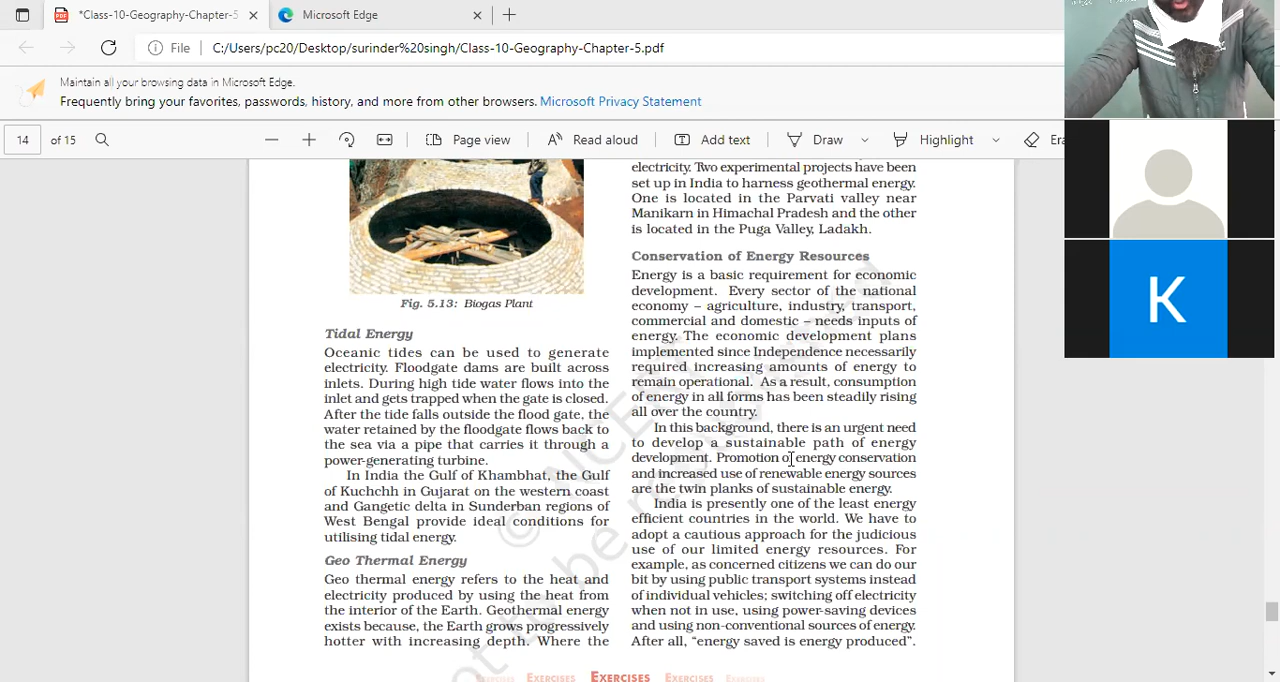 *Class-10-Geography-Chapter-5
Microsoft Edge
File
C:/Users/pc20/Desktop/surinder%20singh/Class-10-Geography-Chapter-5.pdf
Maintain all your browsing data in Microsoft Edge.
Frequently bring your favorites, passwords, history, and more from other browsers. Microsoft Privacy Statement
14 of 15
Page view
Read aloud
Add text
Draw
Highlight
Era
Fig. 5.13: Biogas Plant
Tidal Energy
Oceanic tides can be used to generate
electricity. Floodgate dams are built across
inlets. During high tide water flows into the
inlet and gets trapped when the gate is closed.
After the tide falls outside the flood gate, the
water retained by the floodgate flows back to
the sea via a pipe that carries it through a
power-generating turbine.
In India the Gulf of Khambhat, the Gulf
of Kuchchh in Gujarat on the western coast
and Gangetic delta in Sunderban regions of
West Bengal provide ideal conditions for
utilising tidal energy.
Geo Thermal Energy
Geo thermal energy refers to the heat and
electricity produced by using the heat from
the interior of the Earth. Geothermal energy
exists because, the Earth grows progressively
hotter with increasing depth. Where the
electricity. Two experimental projects have been
set up in India to harness geothermal energy.
One is located in the Parvati valley near
Manikarn in Himachal Pradesh and the other
is located in the Puga Valley, Ladakh.
Conservation of Energy Resources
Energy is a basic requirement for economic
development. Every sector of the national
economy – agriculture, industry, transport,
commercial and domestic – needs inputs of
energy. The economic development plans
implemented since Independence necessarily
required increasing amounts of energy to
remain operational. As a result, consumption
of energy in all forms has been steadily rising
all over the country.
In this background, there is an urgent need
to develop a sustainable path of energy
development. Promotion of energy conservation
and increased use of renewable energy sources
are the twin planks of sustainable energy.
India is presently one of the least energy
efficient countries in the world. We have to
adopt a cautious approach for the judicious
use of our limited energy resources. For
example, as concerned citizens we can do our
bit by using public transport systems instead
of individual vehicles; switching off electricity
when not in use, using power-saving devices
and using non-conventional sources of energy.
After all, “energy saved is energy produced”.
EXERCISES EXERCISES EXERCISES EXERCISES EXERCISES
K